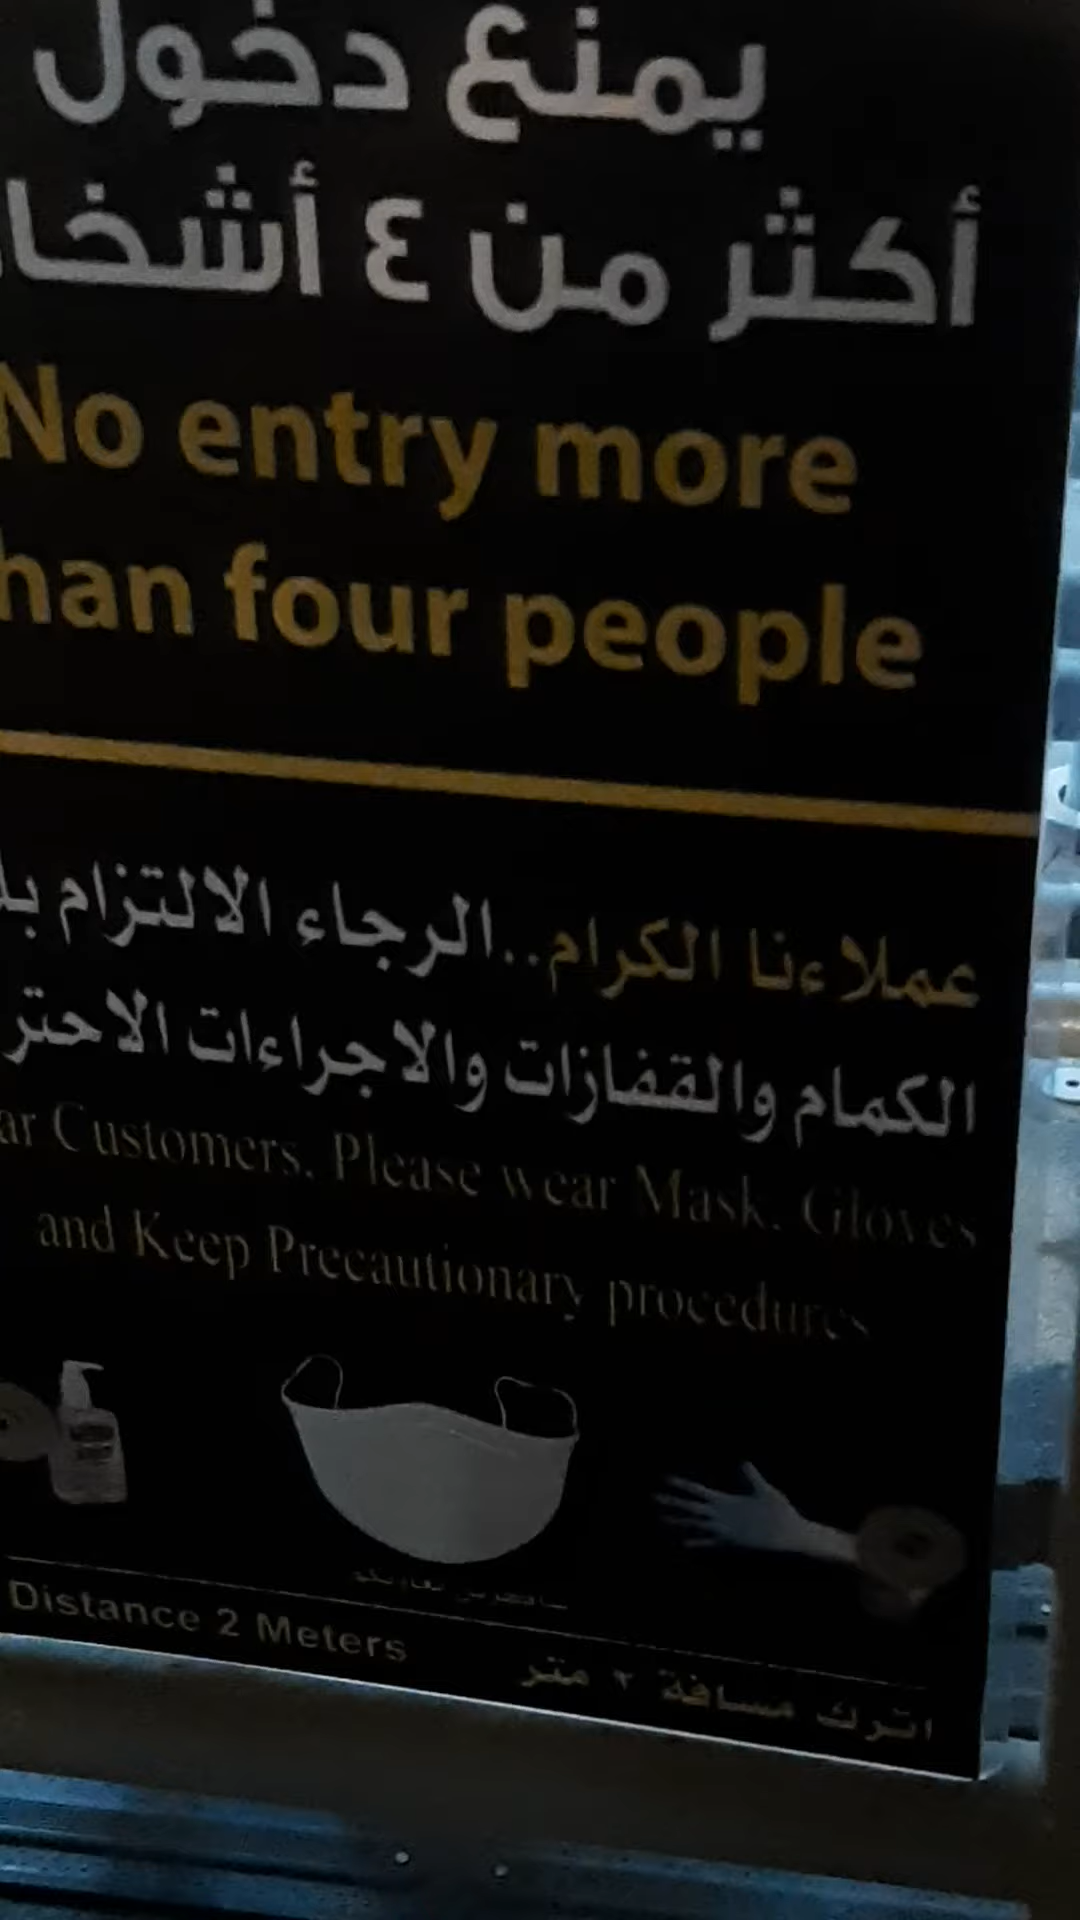 يمنع دخول
أكثر من ٤ أشخا
No entry more
han four people
عملاءنا الكرام..الرجاء الالتزام بل
الكمام والقفازات والاجراءات الاحتر
ar Customers, Please wear Mask, Gloves
and Keep Precautionary procedures
Distance 2 Meters
اترك مسافة ٢ متر